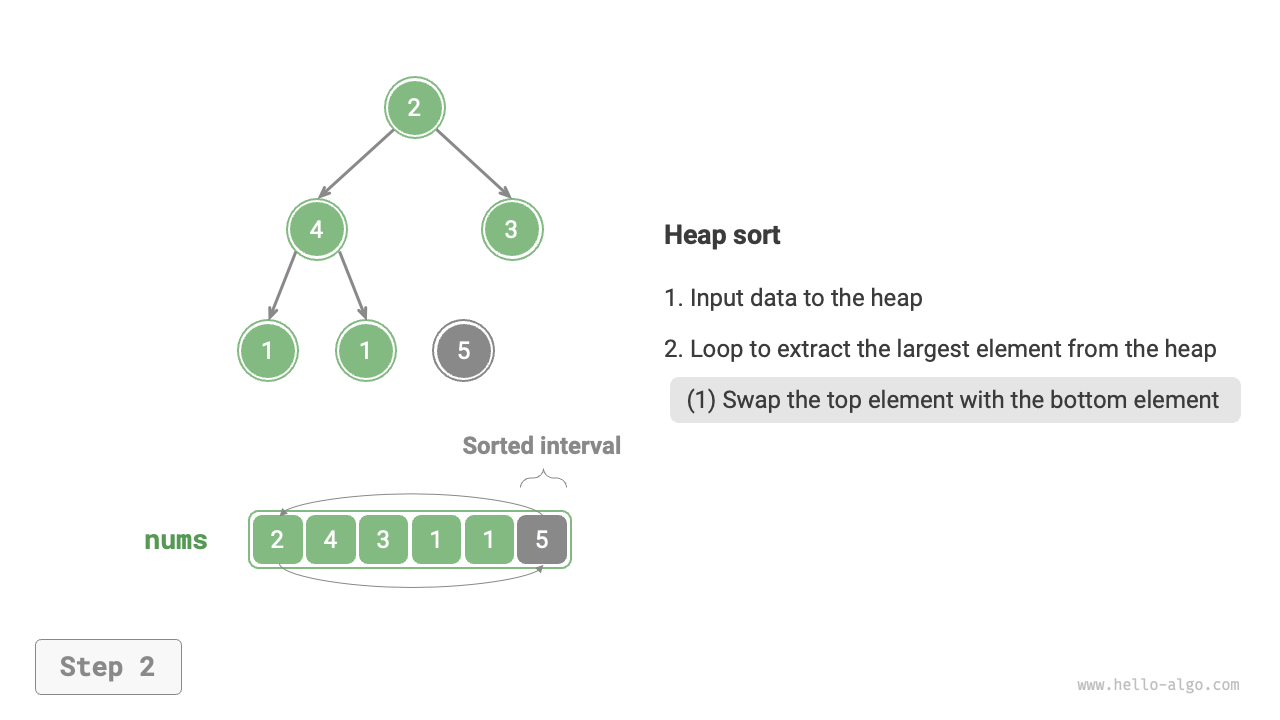 2
4
3
1
1
5
Heap sort
1. Input data to the heap
2. Loop to extract the largest element from the heap
(1) Swap the top element with the bottom element
Sorted interval
nums
2 4 3 1 1 5
Step 2
www.hello-algo.com